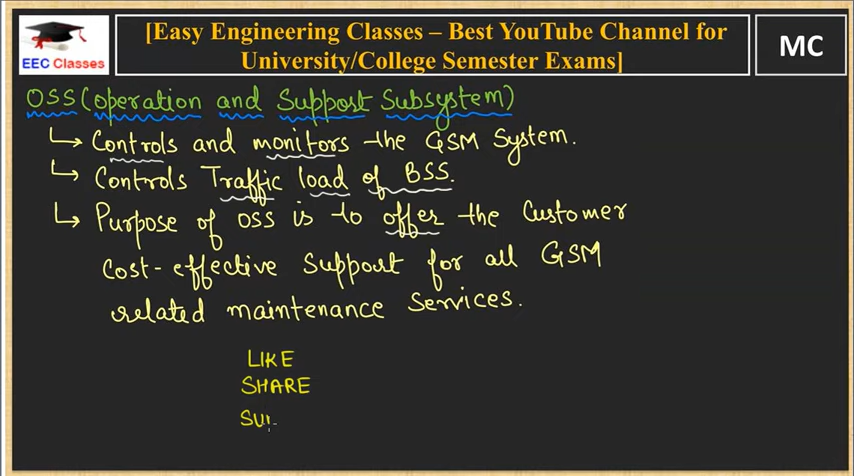 [Easy Engineering Classes – Best YouTube Channel for
University/College Semester Exams]
MC
EEC Classes
OSS(operation and Support Subsystem)
↳ Controls and monitors the GSM System.
↳ Controls Traffic load of BSS.
↳ Purpose of OSS is to offer the Customer
Cost-effective Support for all GSM
related maintenance Services.
LIKE
SHARE